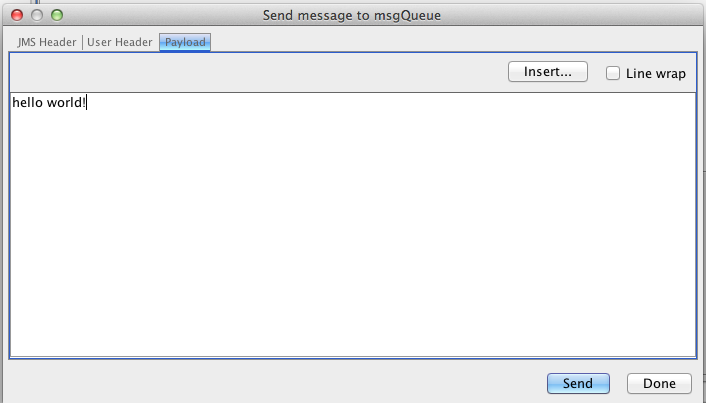 Send message to msgQueue
JMS Header User Header Payload
Insert... Line wrap
hello world!
Send Done